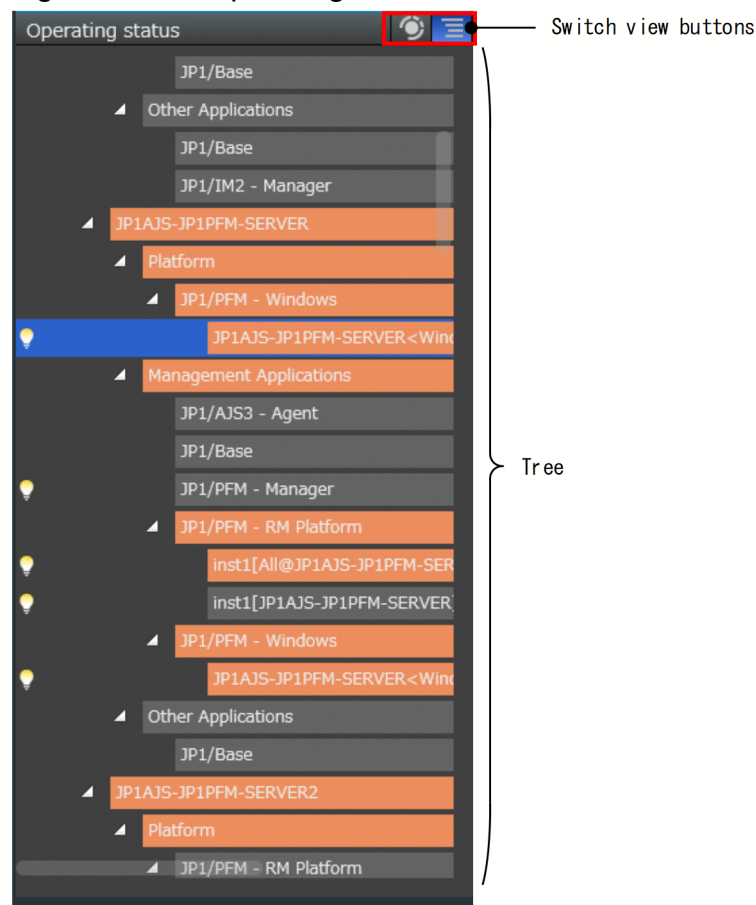 Operating status
Switch view buttons
JP1/Base
Other Applications
JP1/Base
JP1/IM2 - Manager
JP1AJS-JP1PFM-SERVER
Platform
JP1/PFM - Windows
JP1AJS-JP1PFM-SERVER<Wind
Management Applications
JP1/AJS3 - Agent
JP1/Base
Tree
JP1/PFM - Manager
JP1/PFM - RM Platform
inst1[All@JP1AJS-JP1PFM-SER
inst1[JP1AJS-JP1PFM-SERVER]
JP1/PFM - Windows
JP1AJS-JP1PFM-SERVER<Wind
Other Applications
JP1/Base
JP1AJS-JP1PFM-SERVER2
Platform
JP1/PFM - RM Platform